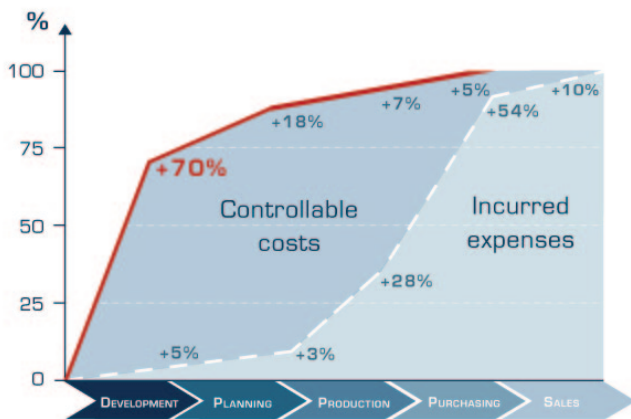 %
100
+10%
+5%
+7%
+54%
+18%
75
+70%
Controllable
costs
Incurred
expenses
50
+28%
25
+5%
+3%
0
DEVELOPMENT
PLANNING
PRODUCTION
PURCHASING
SALES